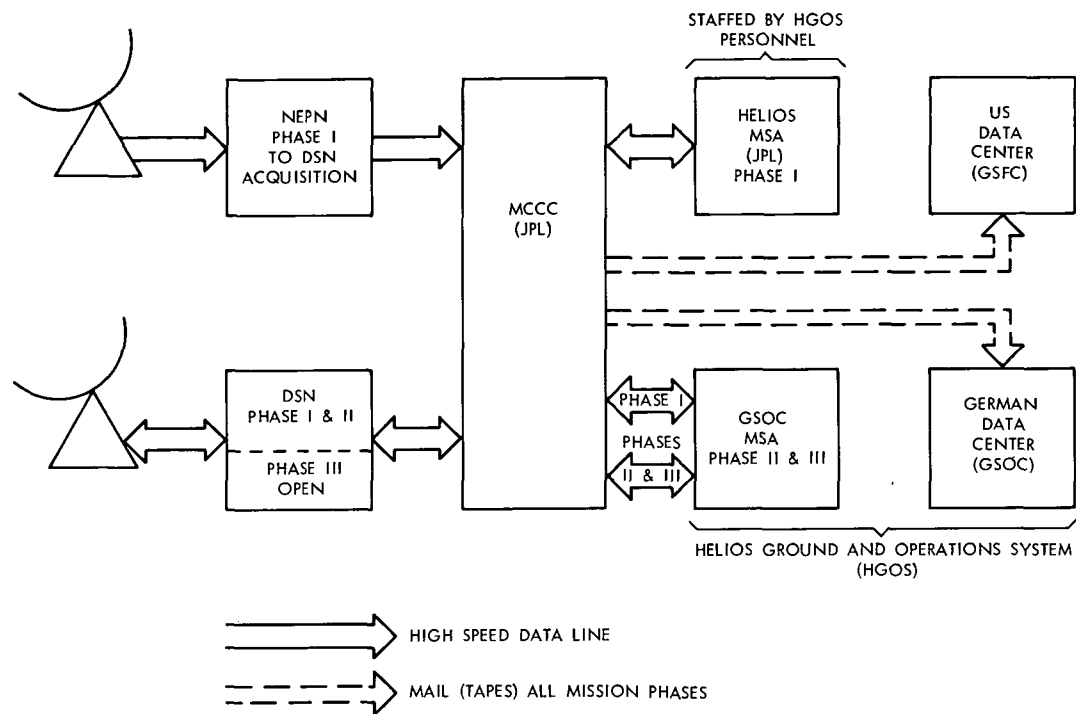 STAFFED BY HGOS
PERSONNEL
NEPN
PHASE I
TO DSN
ACQUISITION
MCCC
(JPL)
HELIOS
MSA
(JPL)
PHASE I
US
DATA
CENTER
(GSFC)
DSN
PHASE I & II
PHASE III
OPEN
PHASE I
PHASES
II & III
GSOC
MSA
PHASE II & III
GERMAN
DATA
CENTER
(GSOC)
HELIOS GROUND AND OPERATIONS SYSTEM
(HGOS)
HIGH SPEED DATA LINE
MAIL (TAPES) ALL MISSION PHASES